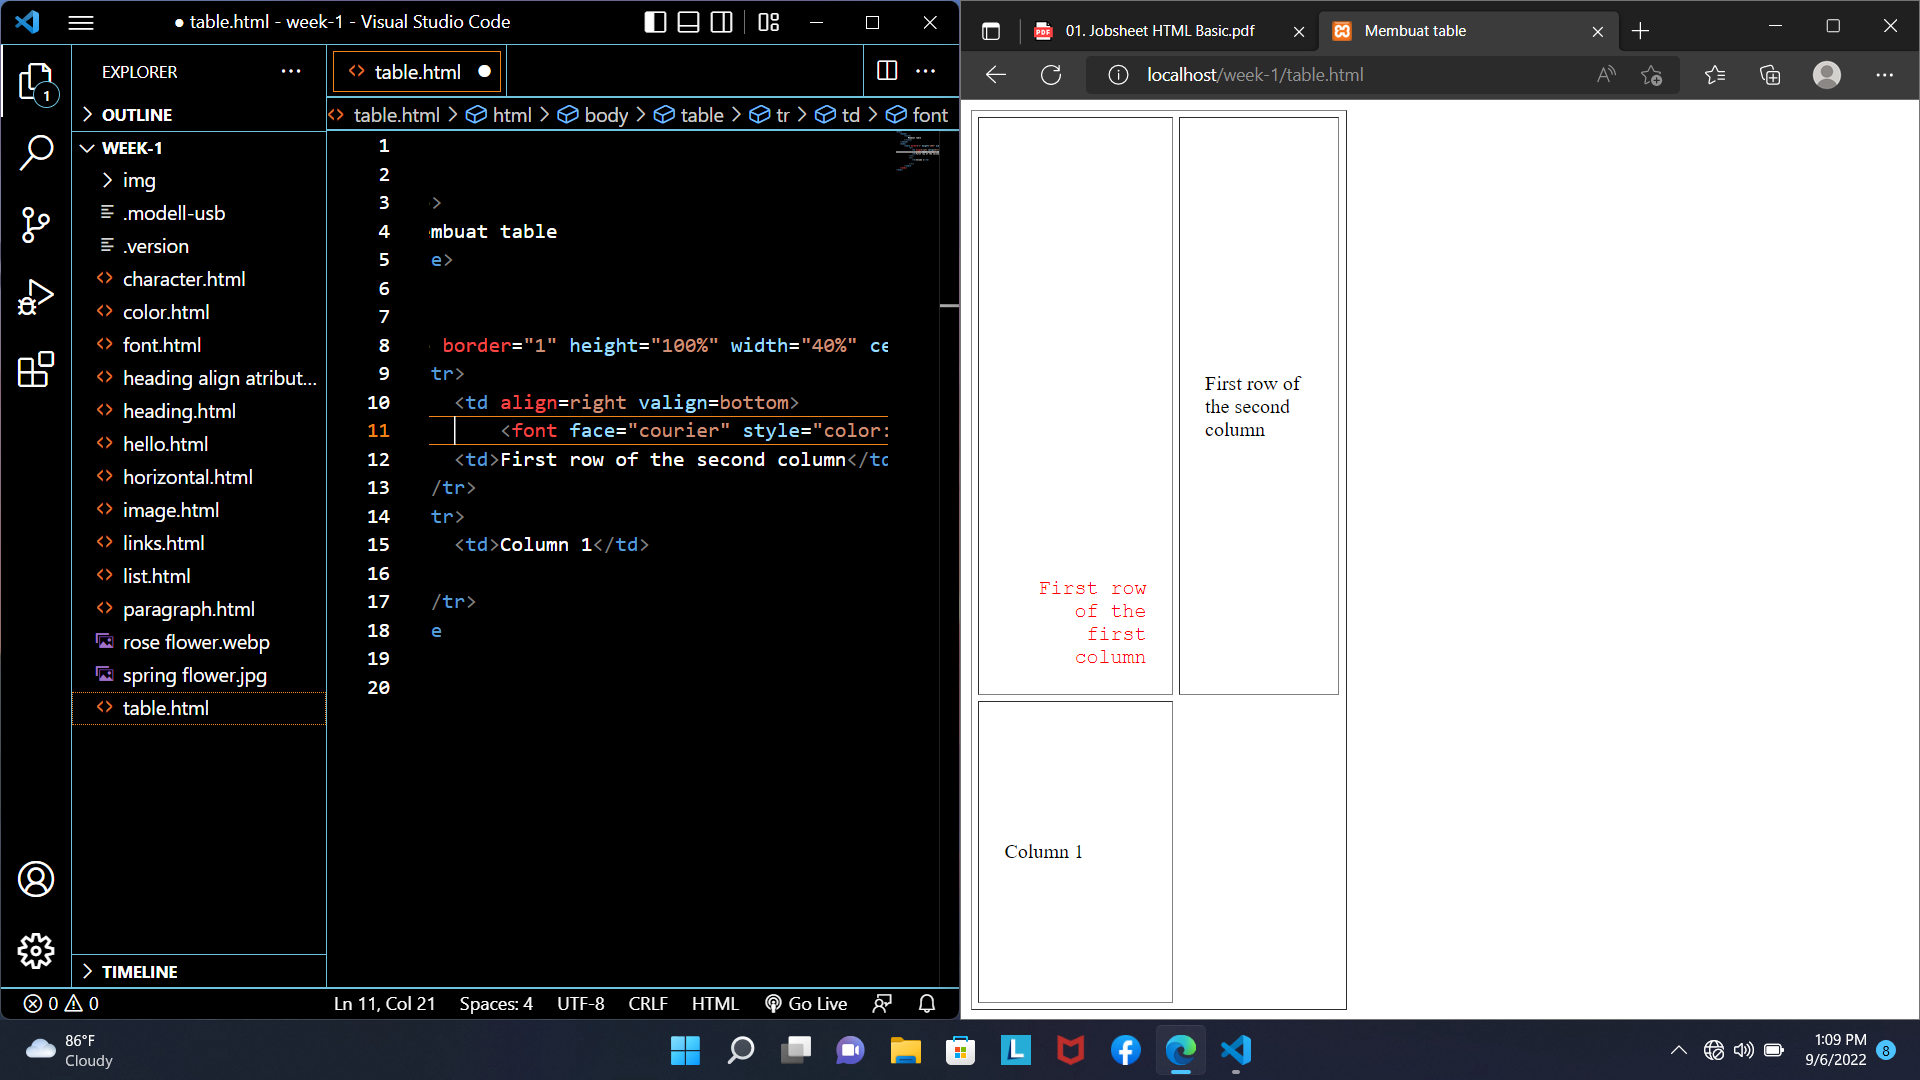 ● table.html - week-1 - Visual Studio Code
EXPLORER
1
OUTLINE
WEEK-1
img
.modell-usb
.version
character.html
color.html
font.html
heading align atribut...
heading.html
hello.html
horizontal.html
image.html
links.html
list.html
paragraph.html
rose flower.webp
spring flower.jpg
table.html
TIMELINE
table.html
table.html > html > body > table > tr > td > font
1
2
3 >
4 mbuat table
5 e>
6
7
8 border="1" height="100%" width="40%" ce
9 tr>
10 <td align=right valign=bottom>
11 <font face="courier" style="color:
12 <td>First row of the second column</td
13 /tr>
14 tr>
15 <td>Column 1</td>
16
17 /tr>
18 e
19
20
0 0
Ln 11, Col 21 Spaces: 4 UTF-8 CRLF HTML Go Live
PDF 01. Jobsheet HTML Basic.pdf
Membuat table
localhost/week-1/table.html
First row of
the second
column
First row
of the
first
column
Column 1
86°F
Cloudy
L
1:09 PM
9/6/2022
8